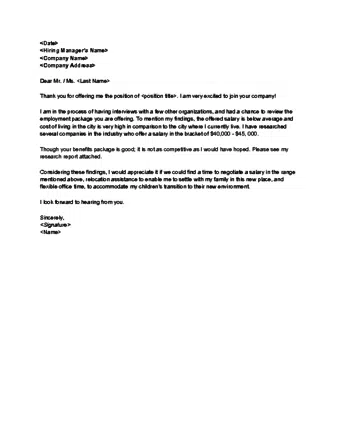 <Date>
<Hiring Manager's Name>
<Company Name>
<Company Address>
Dear Mr. / Ms. <Last Name>
Thank you for offering me the position of <position title>. I am very excited to join your company!
I am in the process of having interviews with a few other organizations, and had a chance to review the
employment package you are offering. To mention my findings, the offered salary is below average and
cost of living in the city is very high in comparison to the city where I currently live. I have researched
several companies in the industry who offer a salary in the bracket of $40,000 - $45, 000.
Though your benefits package is good; it is not as competitive as I would have hoped. Please see my
research report attached.
Considering these findings, I would appreciate it if we could find a time to negotiate a salary in the range
mentioned above, relocation assistance to enable me to settle with my family in this new place, and
flexible office time, to accommodate my children's transition to their new environment.
I look forward to hearing from you.
Sincerely,
<Signature>
<Name>